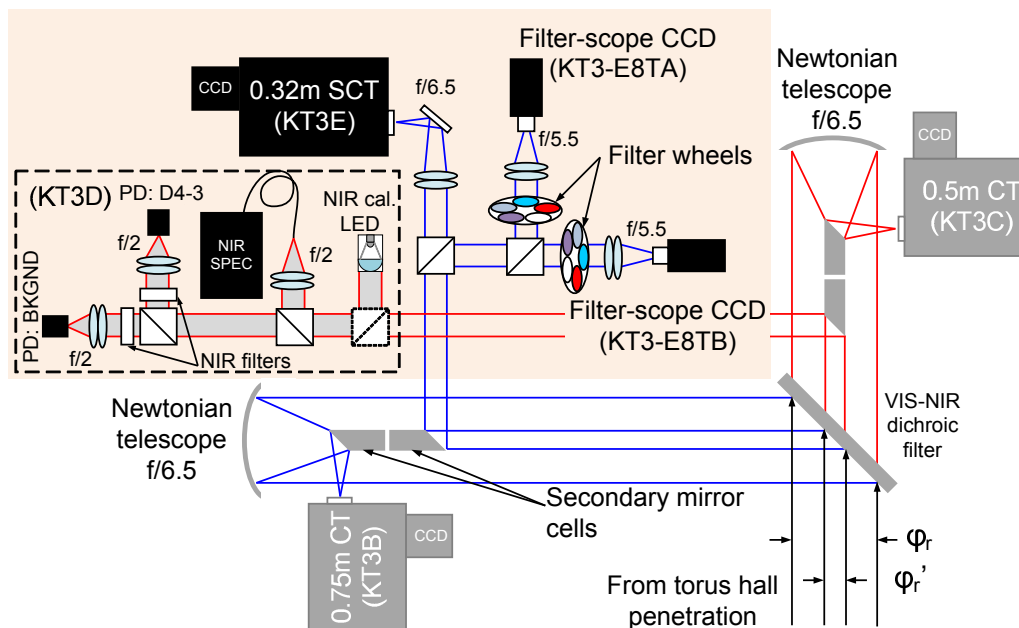 Filter-scope CCD
(KT3-E8TA)
Newtonian
telescope
f/6.5
CCD
0.32m SCT
(KT3E)
f/6.5
f/5.5
Filter wheels
CCD
0.5m CT
(KT3C)
(KT3D)
PD: D4-3
NIR cal.
LED
f/2
NIR
SPEC
f/2
f/5.5
PD: BKGND
f/2
NIR filters
Filter-scope CCD
(KT3-E8TB)
Newtonian
telescope
f/6.5
VIS-NIR
dichroic
filter
Secondary mirror
cells
0.75m CT
(KT3B)
CCD
φr
φr’
From torus hall
penetration